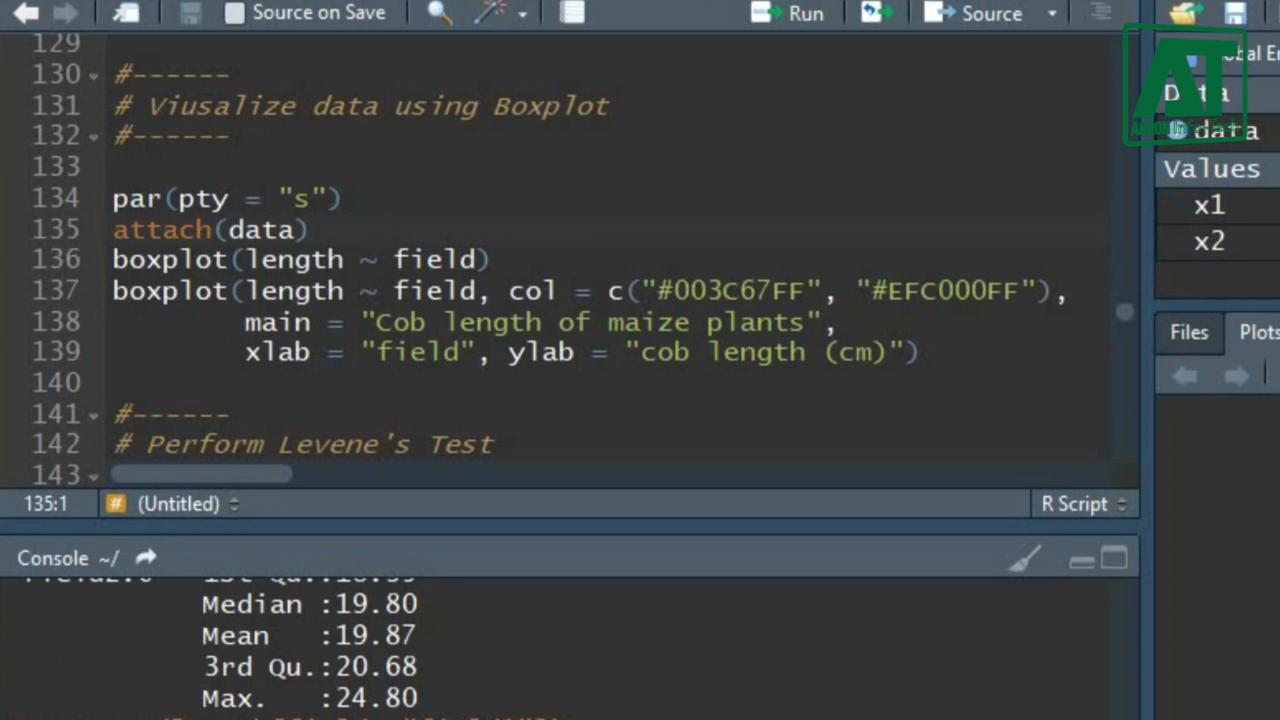 Source on Save
Run
Source
129
130 #------
131 # Viusalize data using Boxplot
132 #------
133
134 par(pty = "s")
135 attach(data)
136 boxplot(length ~ field)
137 boxplot(length ~ field, col = c("#003C67FF", "#EFC000FF"),
138 main = "Cob length of maize plants",
139 xlab = "field", ylab = "cob length (cm)")
140
141 #------
142 # Perform Levene's Test
143
135:1 # (Untitled) R Script
Console ~/
Median :19.80
Mean :19.87
3rd Qu.:20.68
Max. :24.80
AT
Data
data
Values
x1
x2
Files Plots